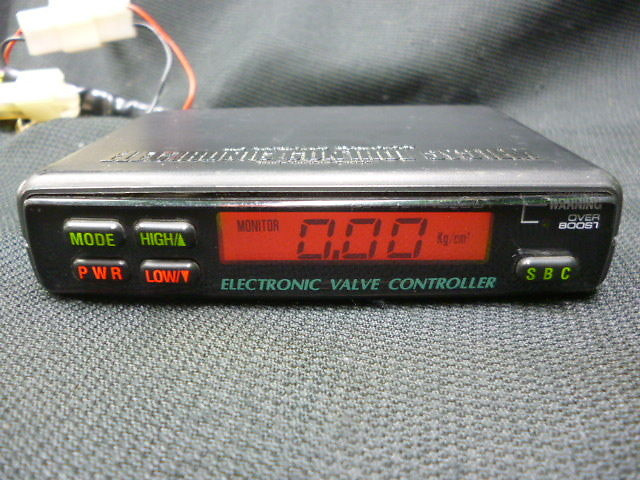 WARNING
OVER
BOOST
MODE HIGH/▲ MONITOR 0.00 Kg/cm²
PWR LOW/▼ SBC
ELECTRONIC VALVE CONTROLLER